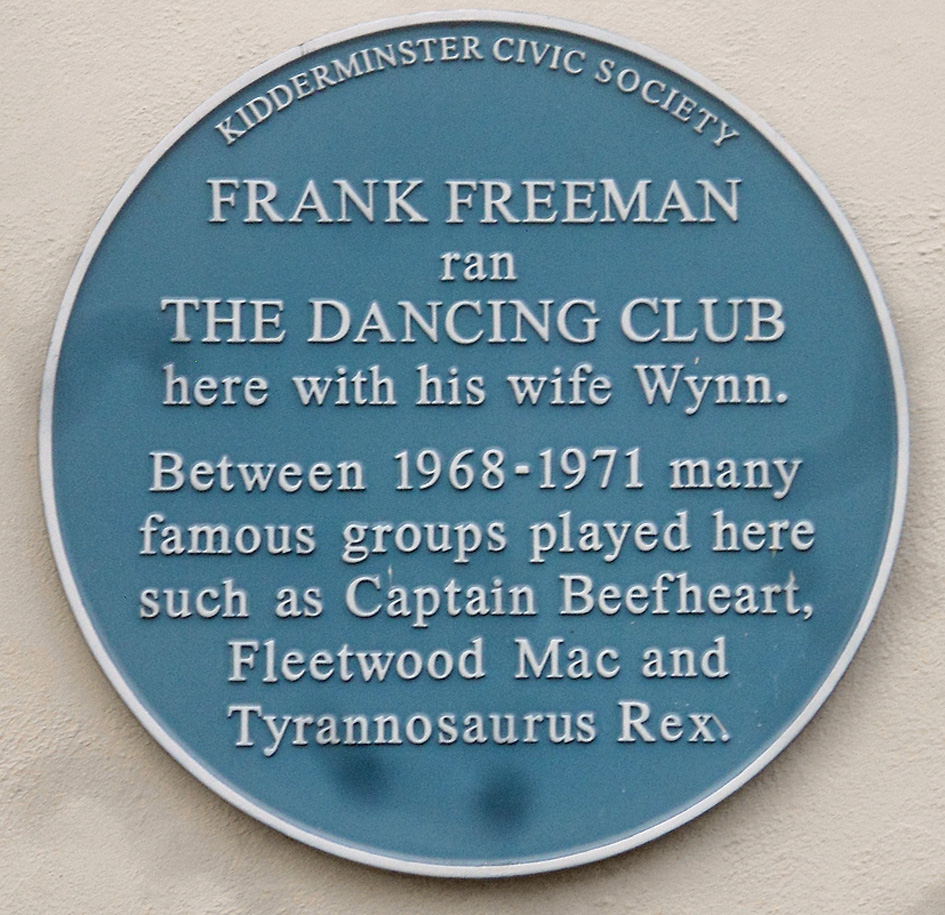 KIDDERMINSTER CIVIC SOCIETY
FRANK FREEMAN
ran
THE DANCING CLUB
here with his wife Wynn.
Between 1968-1971 many
famous groups played here
such as Captain Beefheart,
Fleetwood Mac and
Tyrannosaurus Rex.